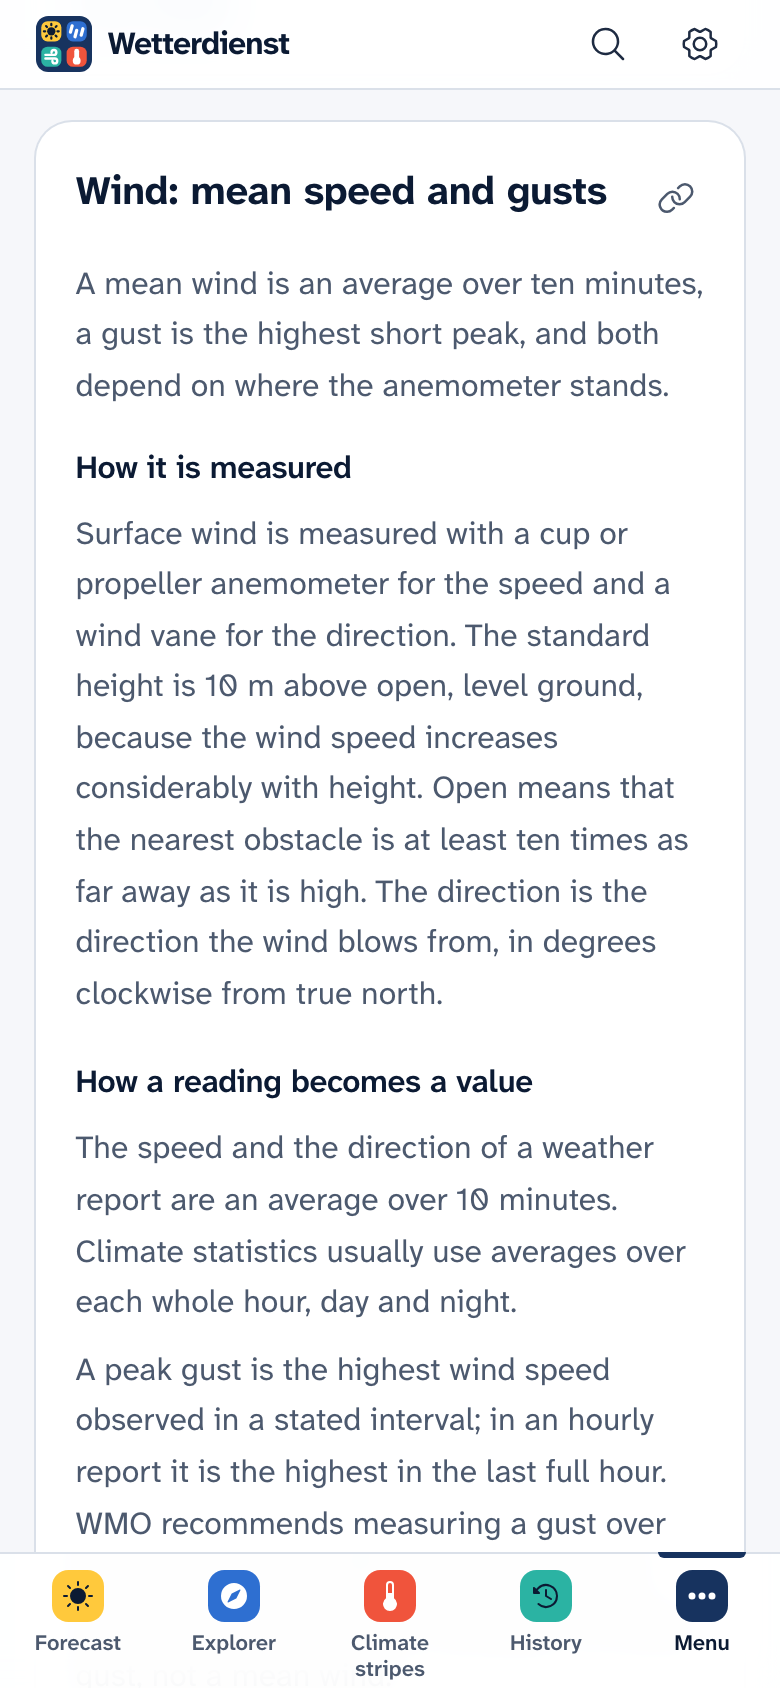 Wetterdienst
Wind: mean speed and gusts
A mean wind is an average over ten minutes,
a gust is the highest short peak, and both
depend on where the anemometer stands.
How it is measured
Surface wind is measured with a cup or
propeller anemometer for the speed and a
wind vane for the direction. The standard
height is 10 m above open, level ground,
because the wind speed increases
considerably with height. Open means that
the nearest obstacle is at least ten times as
far away as it is high. The direction is the
direction the wind blows from, in degrees
clockwise from true north.
How a reading becomes a value
The speed and the direction of a weather
report are an average over 10 minutes.
Climate statistics usually use averages over
each whole hour, day and night.
A peak gust is the highest wind speed
observed in a stated interval; in an hourly
report it is the highest in the last full hour.
WMO recommends measuring a gust over
Forecast
Explorer
Climate
stripes
History
Menu
gust, not a mean wind.